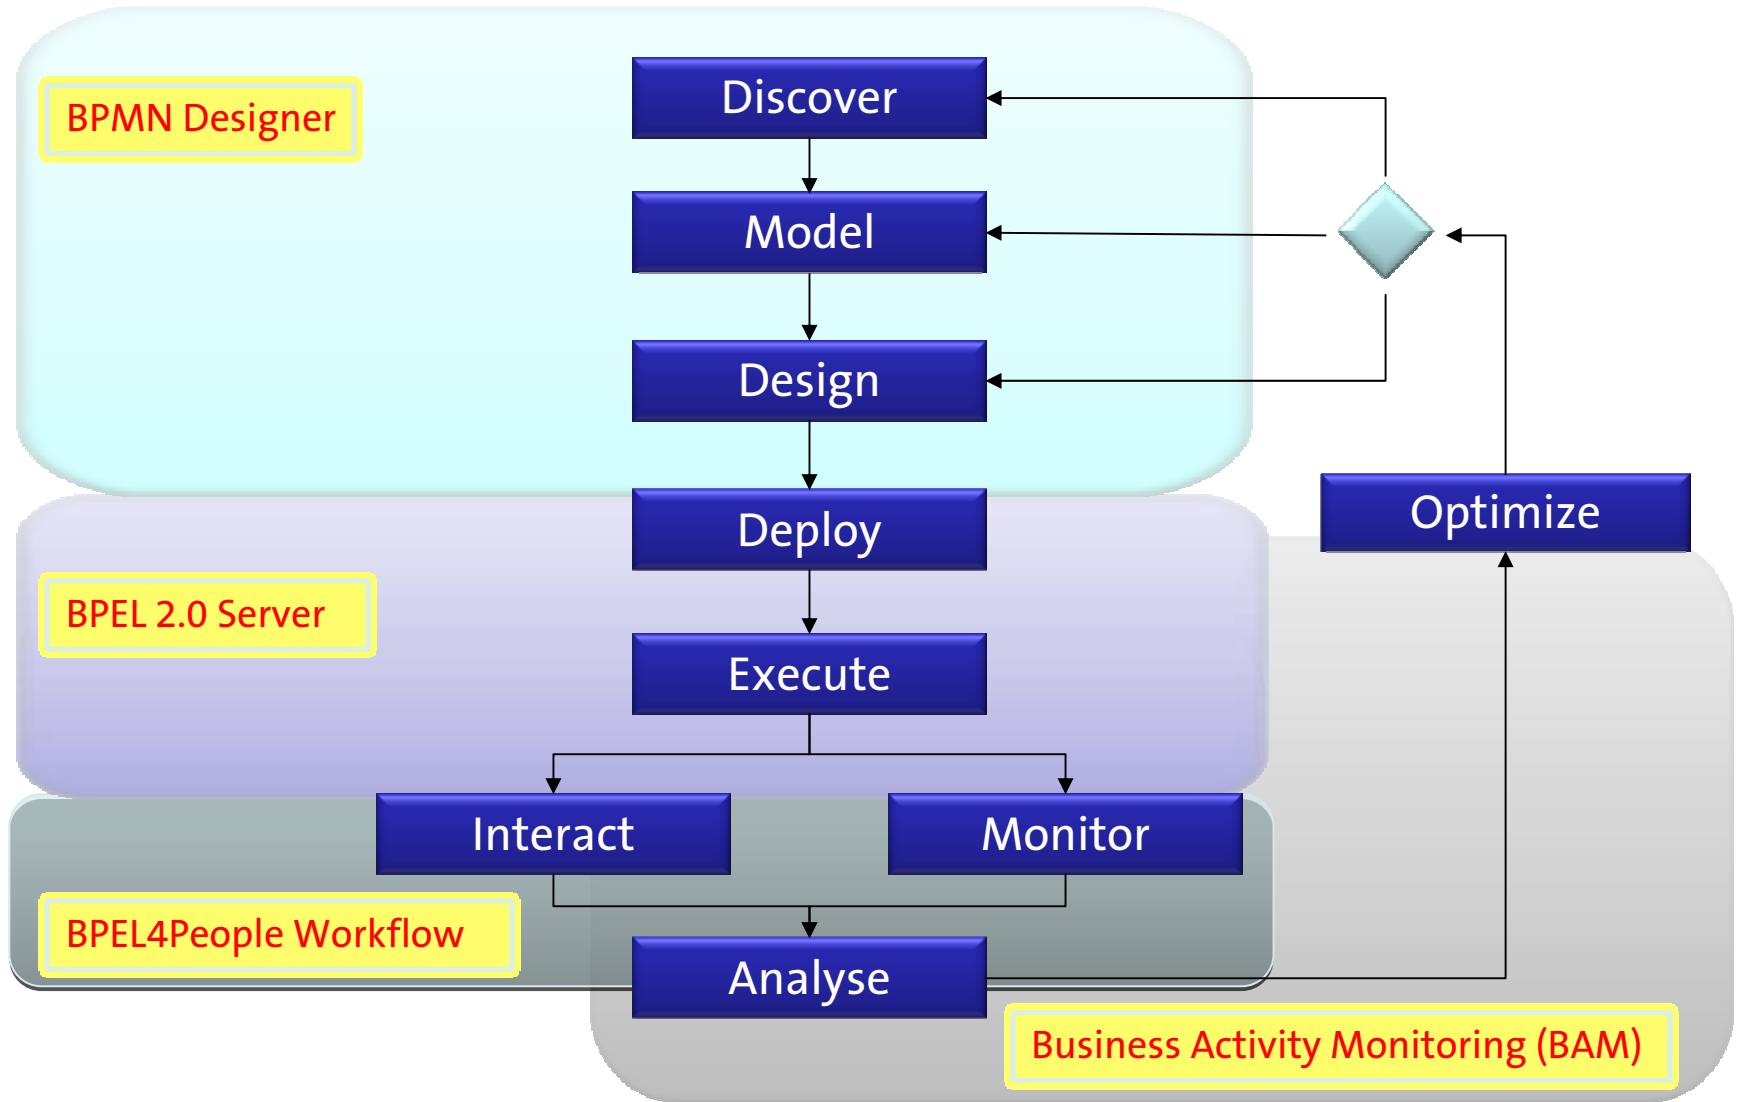 Discover
BPMN Designer
Model
Design
Deploy
Optimize
BPEL 2.0 Server
Execute
Interact
Monitor
BPEL4People Workflow
Analyse
Business Activity Monitoring (BAM)